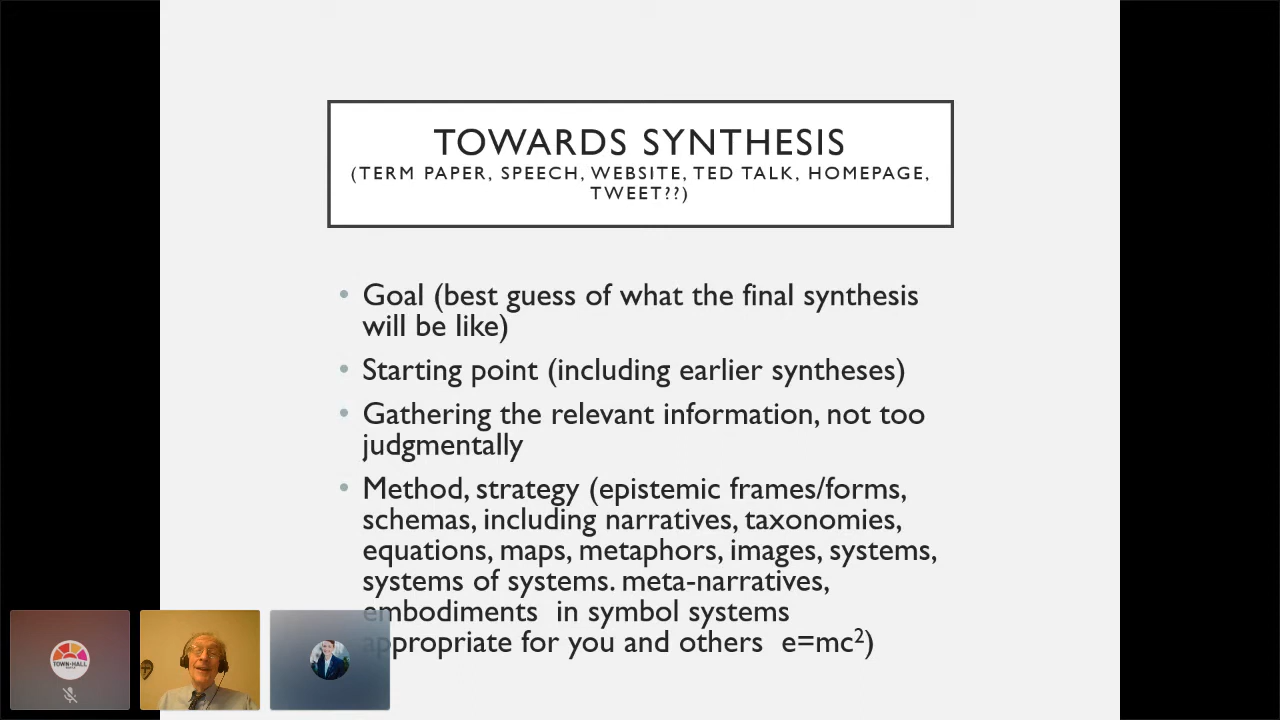 TOWARDS SYNTHESIS
(TERM PAPER, SPEECH, WEBSITE, TED TALK, HOMEPAGE,
TWEET??)
• Goal (best guess of what the final synthesis
will be like)
• Starting point (including earlier syntheses)
• Gathering the relevant information, not too
judgmentally
• Method, strategy (epistemic frames/forms,
schemas, including narratives, taxonomies,
equations, maps, metaphors, images, systems,
systems of systems. meta-narratives,
embodiments in symbol systems
appropriate for you and others e=mc²)
TOWN HALL